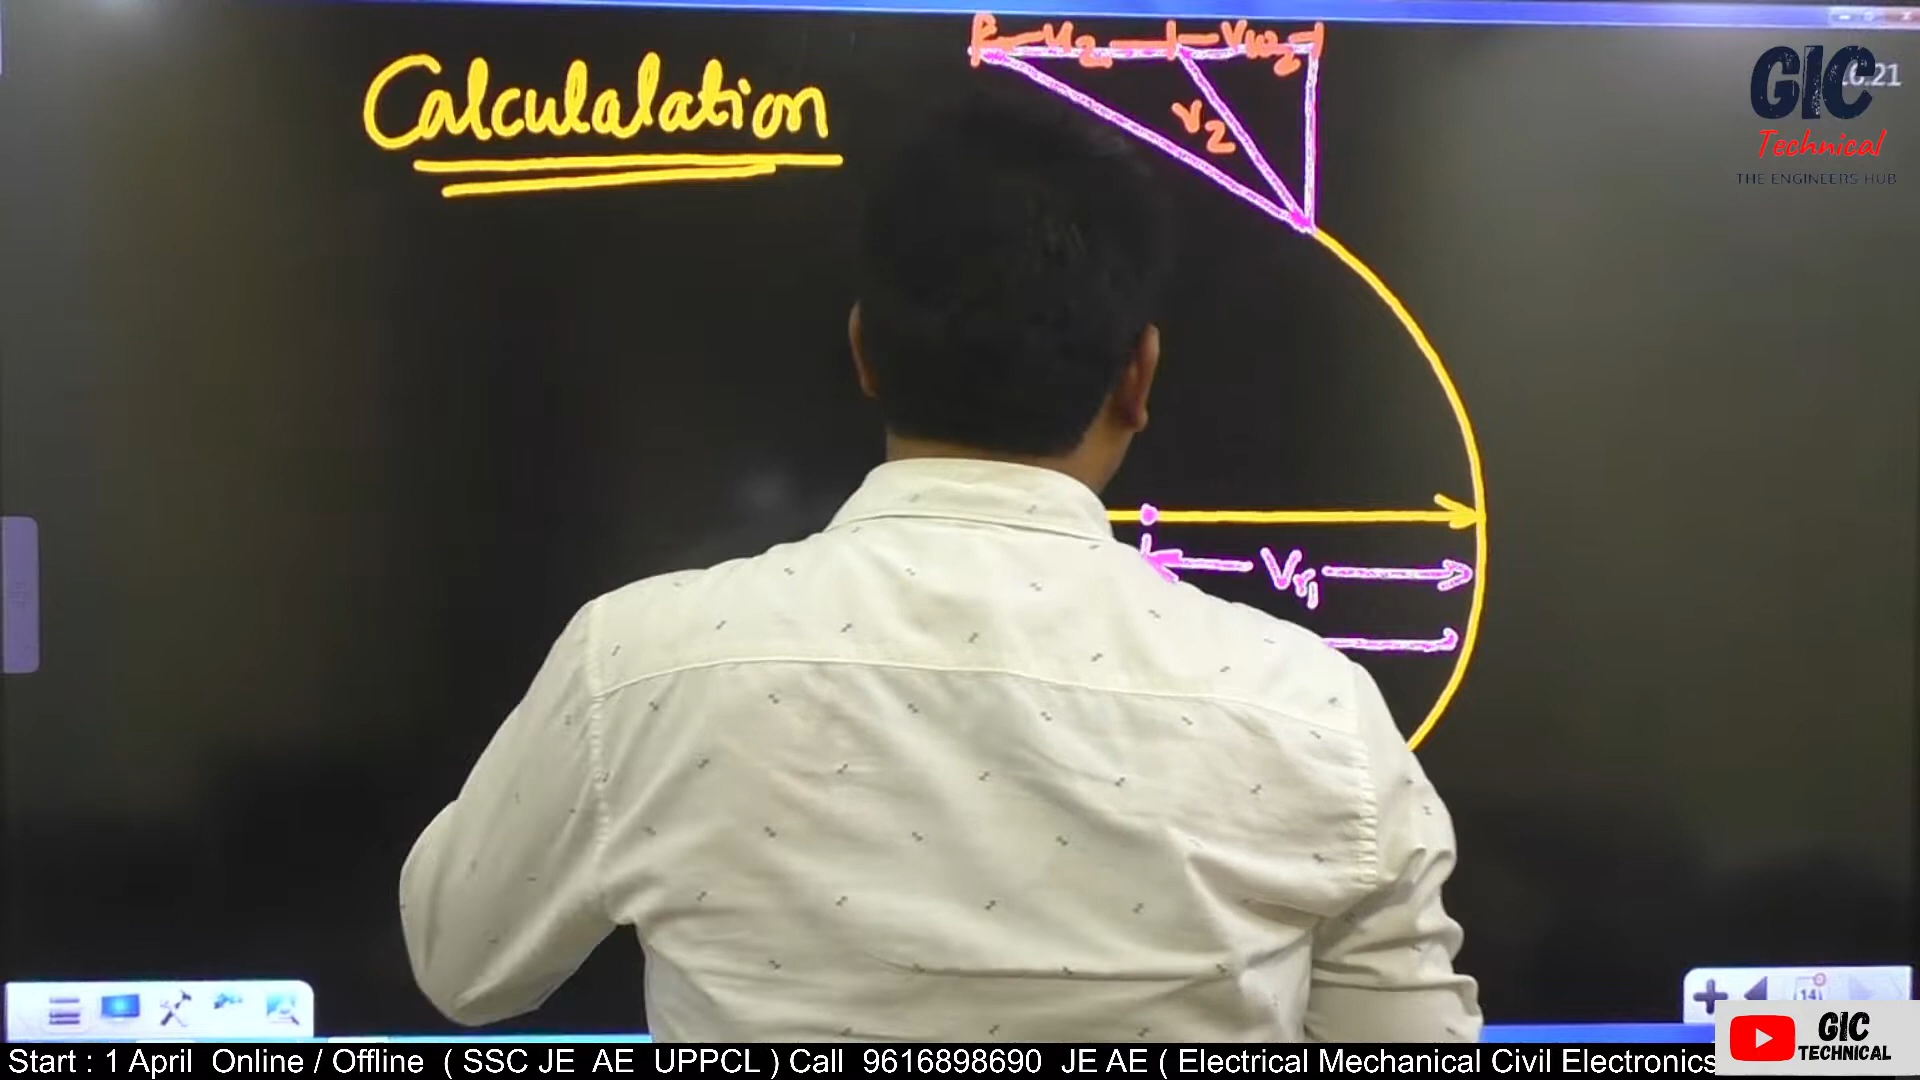 Calculalation
u2 Vw2
V2
Vr1
GIC
Technical
THE ENGINEERS HUB
GIC
TECHNICAL
Start : 1 April Online / Offline ( SSC JE AE UPPCL ) Call 9616898690 JE AE ( Electrical Mechanical Civil Electronics